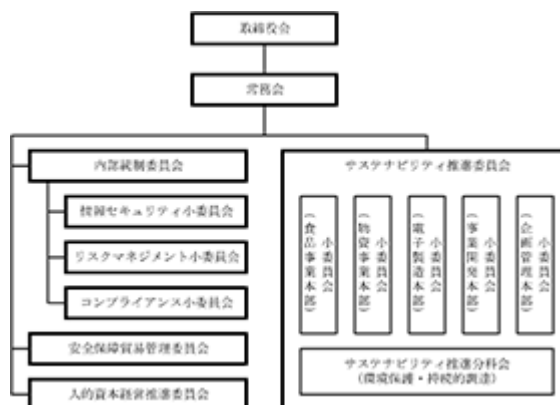 取締役会
常務会
内部統制委員会
情報セキュリティ小委員会
リスクマネジメント小委員会
コンプライアンス小委員会
安全保障貿易管理委員会
人的資本経営推進委員会
サステナビリティ推進委員会
小委員会
(食品事業本部)
小委員会
(物資事業本部)
小委員会
(電子製造本部)
小委員会
(事業開発本部)
小委員会
(企画管理本部)
サステナビリティ推進分科会
(環境保護・持続的調達)